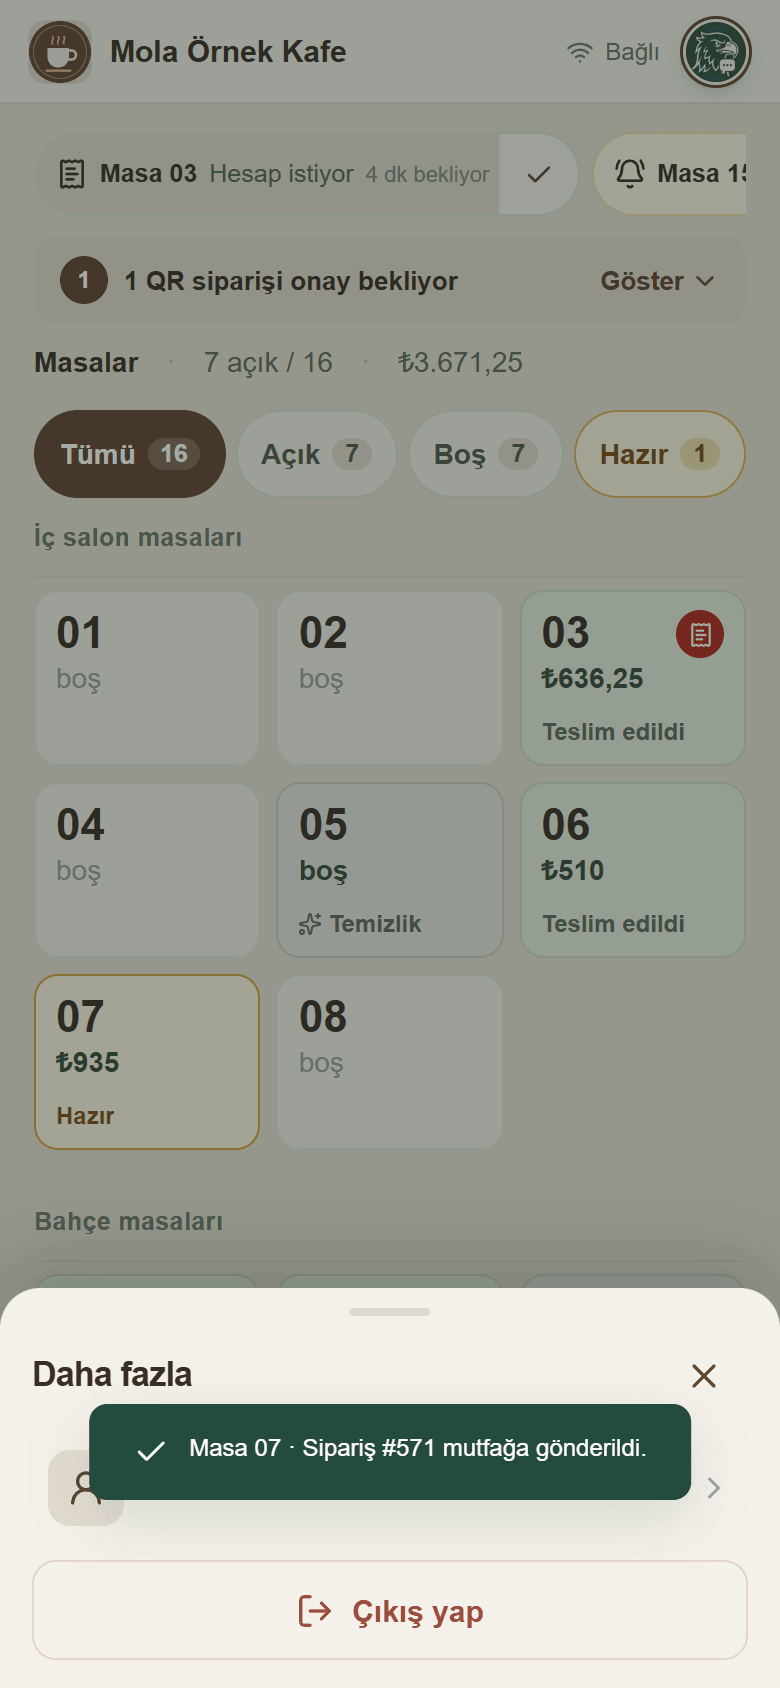 Mola Örnek Kafe
Bağlı
Masa 03 Hesap istiyor 4 dk bekliyor
Masa 15
1 1 QR siparişi onay bekliyor Göster
Masalar · 7 açık / 16 · ₺3.671,25
Tümü 16
Açık 7
Boş 7
Hazır 1
İç salon masaları
01
boş
02
boş
03
₺636,25
Teslim edildi
04
boş
05
boş
Temizlik
06
₺510
Teslim edildi
07
₺935
Hazır
08
boş
Bahçe masaları
Daha fazla
Masa 07 · Sipariş #571 mutfağa gönderildi.
Çıkış yap